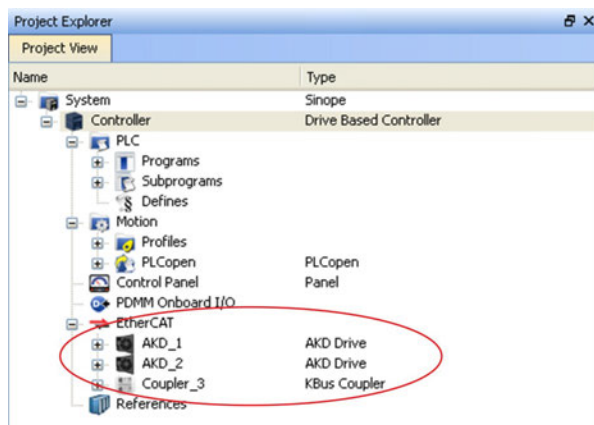 Project Explorer
Project View
Name Type
System Sinope
Controller Drive Based Controller
PLC
Programs
Subprograms
Defines
Motion
Profiles
PLCopen PLCopen
Control Panel Panel
PDMM Onboard I/O
EtherCAT
AKD_1 AKD Drive
AKD_2 AKD Drive
Coupler_3 KBus Coupler
References